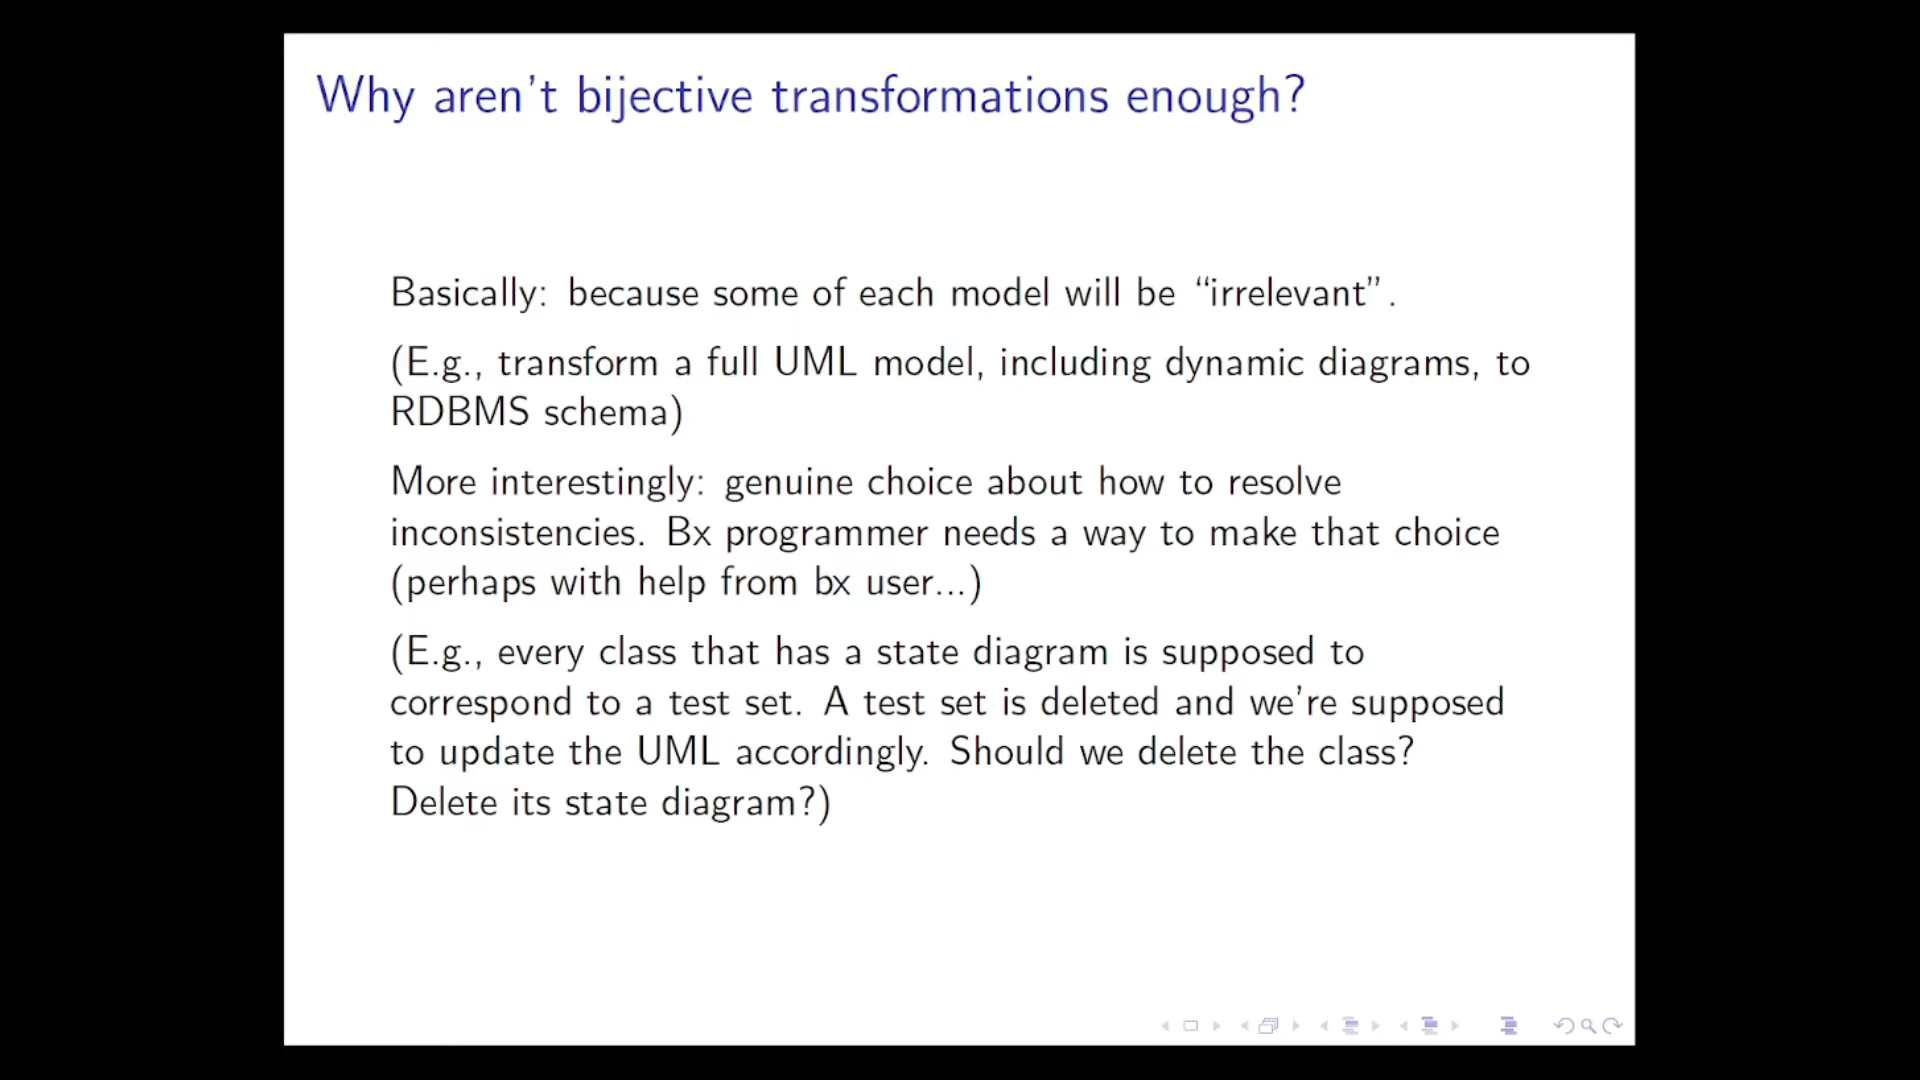 Why aren't bijective transformations enough?
Basically: because some of each model will be “irrelevant”.
(E.g., transform a full UML model, including dynamic diagrams, to
RDBMS schema)
More interestingly: genuine choice about how to resolve
inconsistencies. Bx programmer needs a way to make that choice
(perhaps with help from bx user...)
(E.g., every class that has a state diagram is supposed to
correspond to a test set. A test set is deleted and we're supposed
to update the UML accordingly. Should we delete the class?
Delete its state diagram?)